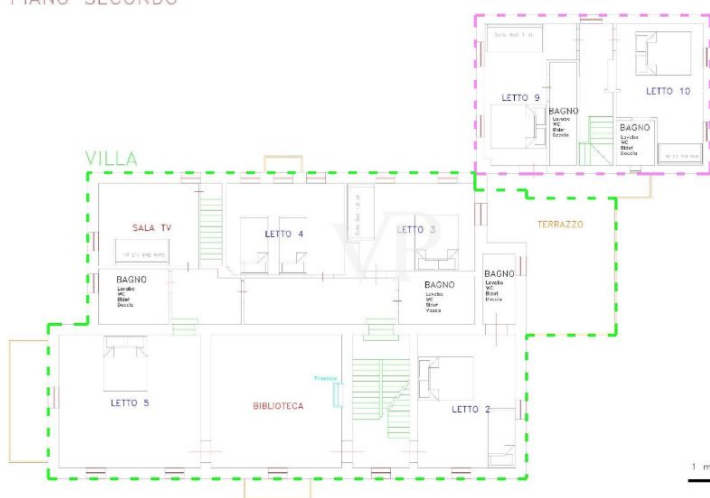 PIANO SECONDO
LETTO 9
LETTO 10
BAGNO
Lavabo
WC
Bidet
Doccia
BAGNO
Lavabo
WC
Bidet
Doccia
VILLA
SALA TV
LETTO 4
LETTO 3
TERRAZZO
VP
BAGNO
Lavabo
WC
Bidet
Doccia
BAGNO
Lavabo
WC
Bidet
Vasca
BAGNO
Lavabo
WC
Bidet
Doccia
LETTO 5
BIBLIOTECA
LETTO 2
1 m